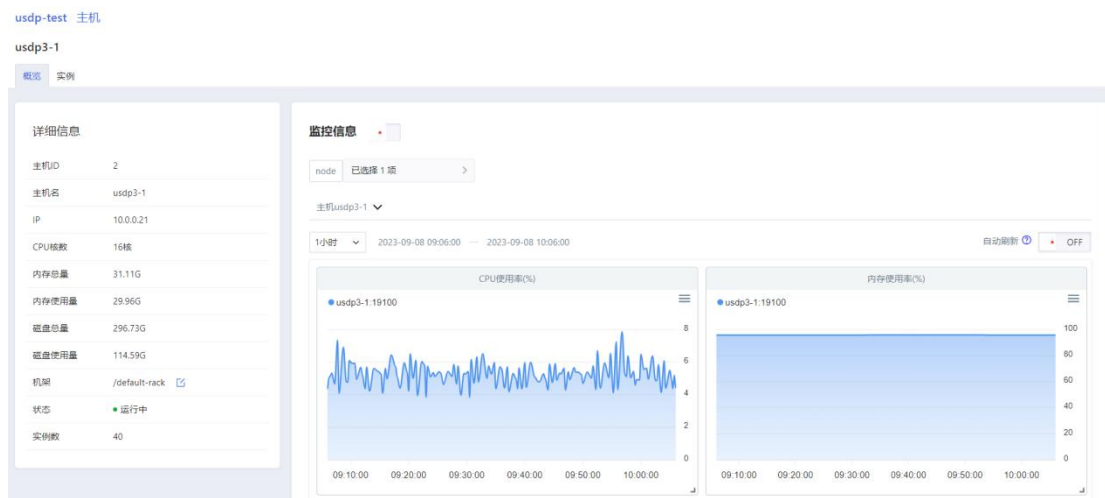 usdp-test 主机
usdp3-1
概览 实例
详细信息
主机ID 2
主机名 usdp3-1
IP 10.0.0.21
CPU核数 16核
内存总量 31.11G
内存使用量 29.96G
磁盘总量 296.73G
磁盘使用量 114.59G
机架 /default-rack
状态 运行中
实例数 40
监控信息
node 已选择 1 项
主机usdp3-1
1小时 2023-09-08 09:06:00 — 2023-09-08 10:06:00
自动刷新 OFF
CPU使用率(%)
usdp3-1:19100
8
6
4
2
0
09:10:00 09:20:00 09:30:00 09:40:00 09:50:00 10:00:00
内存使用率(%)
usdp3-1:19100
100
80
60
40
20
0
09:10:00 09:20:00 09:30:00 09:40:00 09:50:00 10:00:00